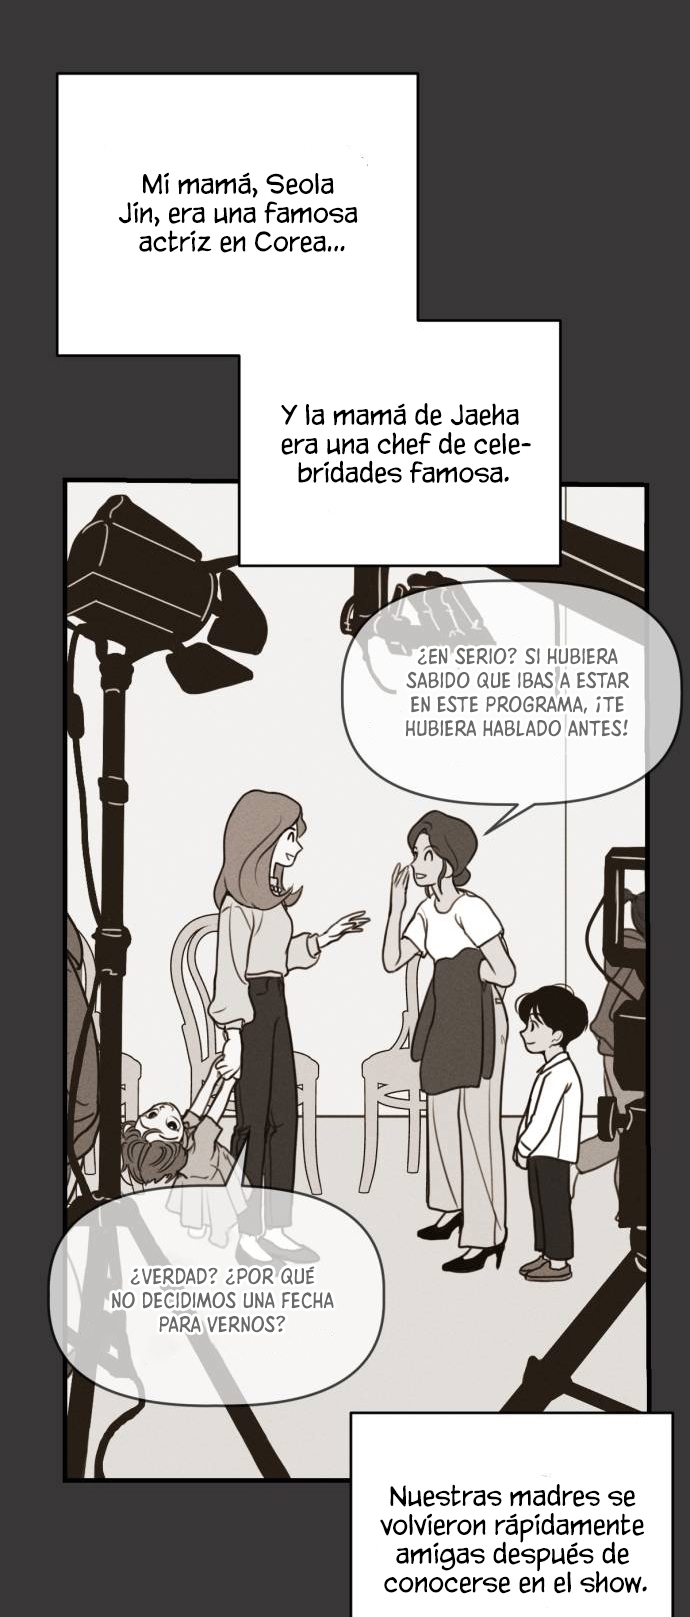 Mi mamá, Seola
Jin, era una famosa
actriz en Corea...
Y la mamá de Jaeha
era una chef de cele-
bridades famosa.
¿EN SERIO? SI HUBIERA
SABIDO QUE IBAS A ESTAR
EN ESTE PROGRAMA, ¡TE
HUBIERA HABLADO ANTES!
¿VERDAD? ¿POR QUÉ
NO DECIDIMOS UNA FECHA
PARA VERNOS?
Nuestras madres se
volvieron rápidamente
amigas después de
conocerse en el show.